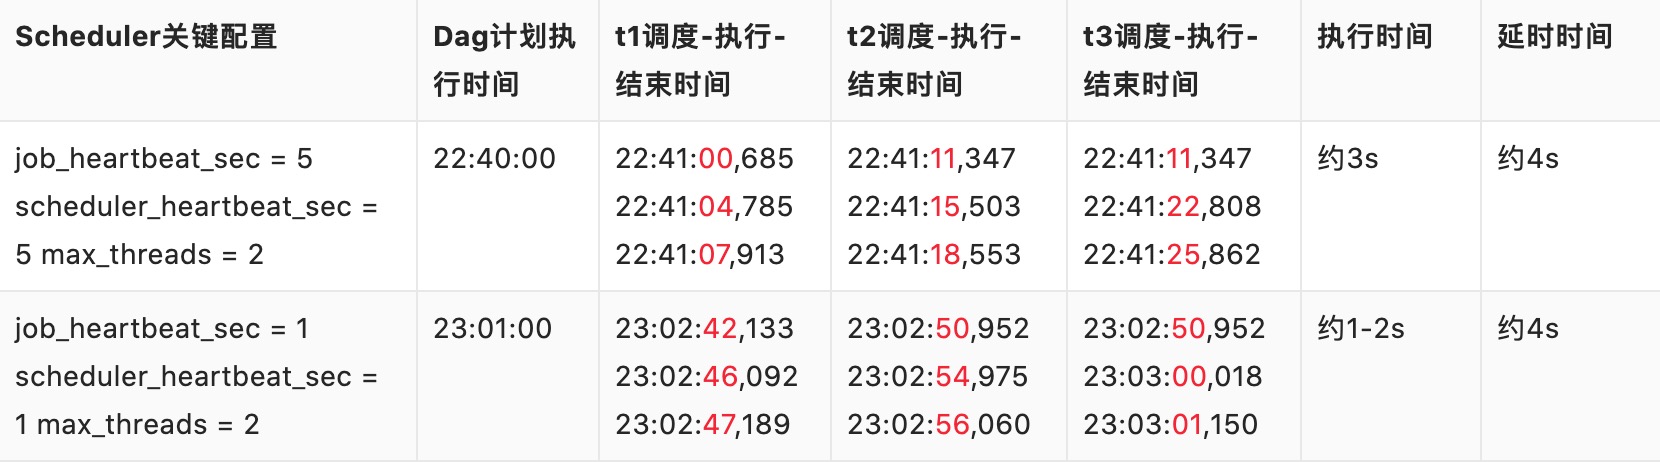 Scheduler关键配置
Dag计划执
行时间
t1调度-执行-
结束时间
t2调度-执行-
结束时间
t3调度-执行-
结束时间
执行时间
延时时间
job_heartbeat_sec = 5
scheduler_heartbeat_sec =
5 max_threads = 2
22:40:00
22:41:00,685
22:41:04,785
22:41:07,913
22:41:11,347
22:41:15,503
22:41:18,553
22:41:11,347
22:41:22,808
22:41:25,862
约3s
约4s
job_heartbeat_sec = 1
scheduler_heartbeat_sec =
1 max_threads = 2
23:01:00
23:02:42,133
23:02:46,092
23:02:47,189
23:02:50,952
23:02:54,975
23:02:56,060
23:02:50,952
23:03:00,018
23:03:01,150
约1-2s
约4s